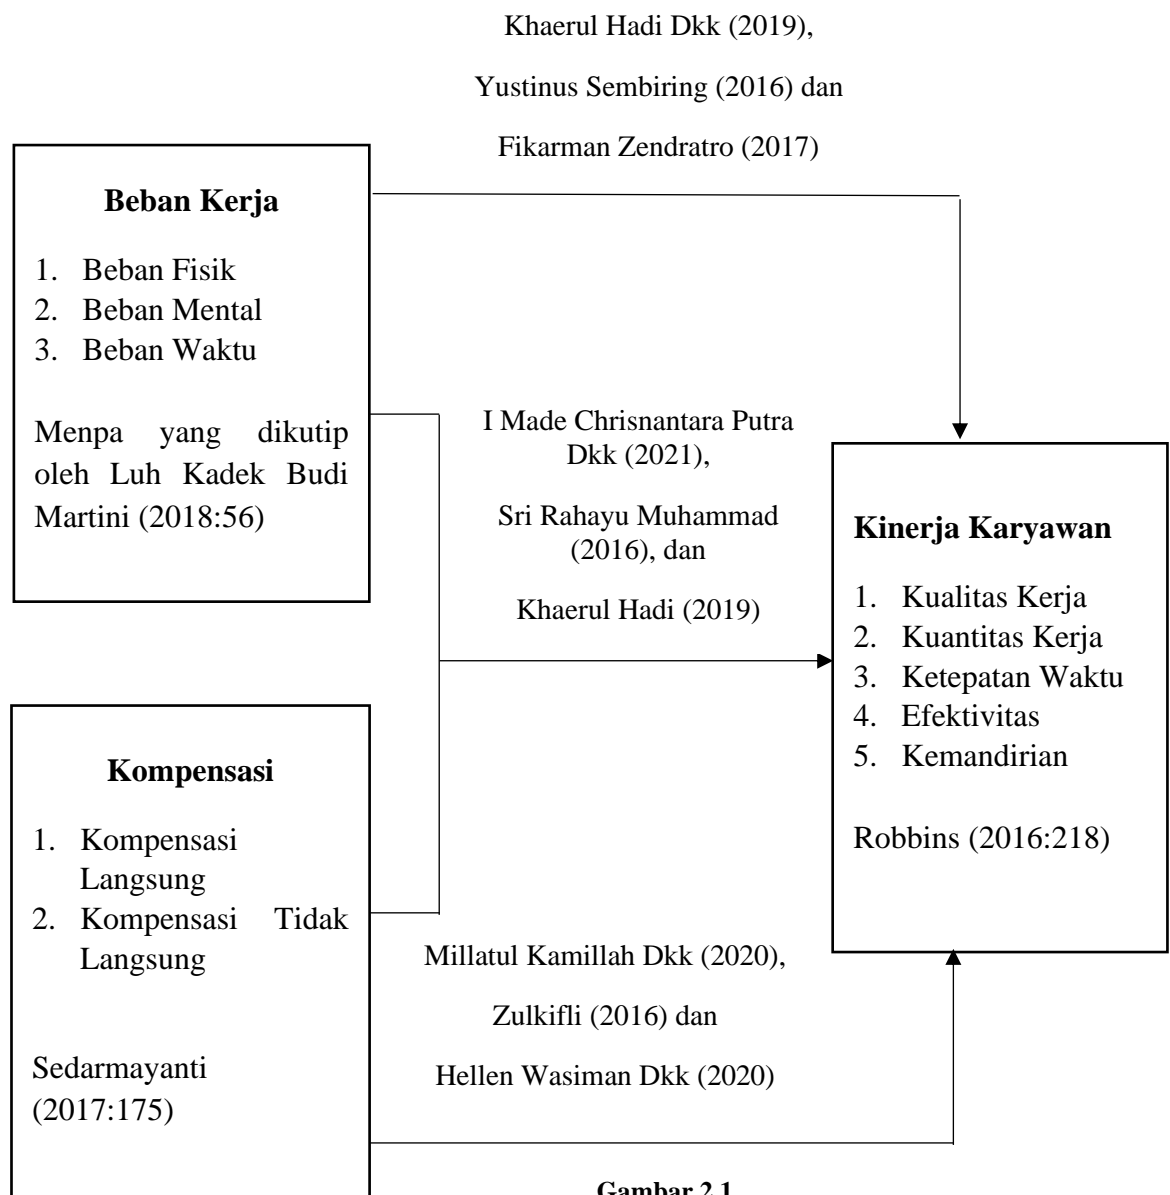 Khaerul Hadi Dkk (2019),
Yustinus Sembiring (2016) dan
Fikarman Zendratro (2017)
Beban Kerja
1. Beban Fisik
2. Beban Mental
3. Beban Waktu
Menpa yang dikutip
oleh Luh Kadek Budi
Martini (2018:56)
I Made Chrisnantara Putra
Dkk (2021),
Sri Rahayu Muhammad
(2016), dan
Khaerul Hadi (2019)
Kinerja Karyawan
1. Kualitas Kerja
2. Kuantitas Kerja
3. Ketepatan Waktu
4. Efektivitas
5. Kemandirian
Robbins (2016:218)
Kompensasi
1. Kompensasi
Langsung
2. Kompensasi Tidak
Langsung
Sedarmayanti
(2017:175)
Millatul Kamillah Dkk (2020),
Zulkifli (2016) dan
Hellen Wasiman Dkk (2020)
Gambar 2.1